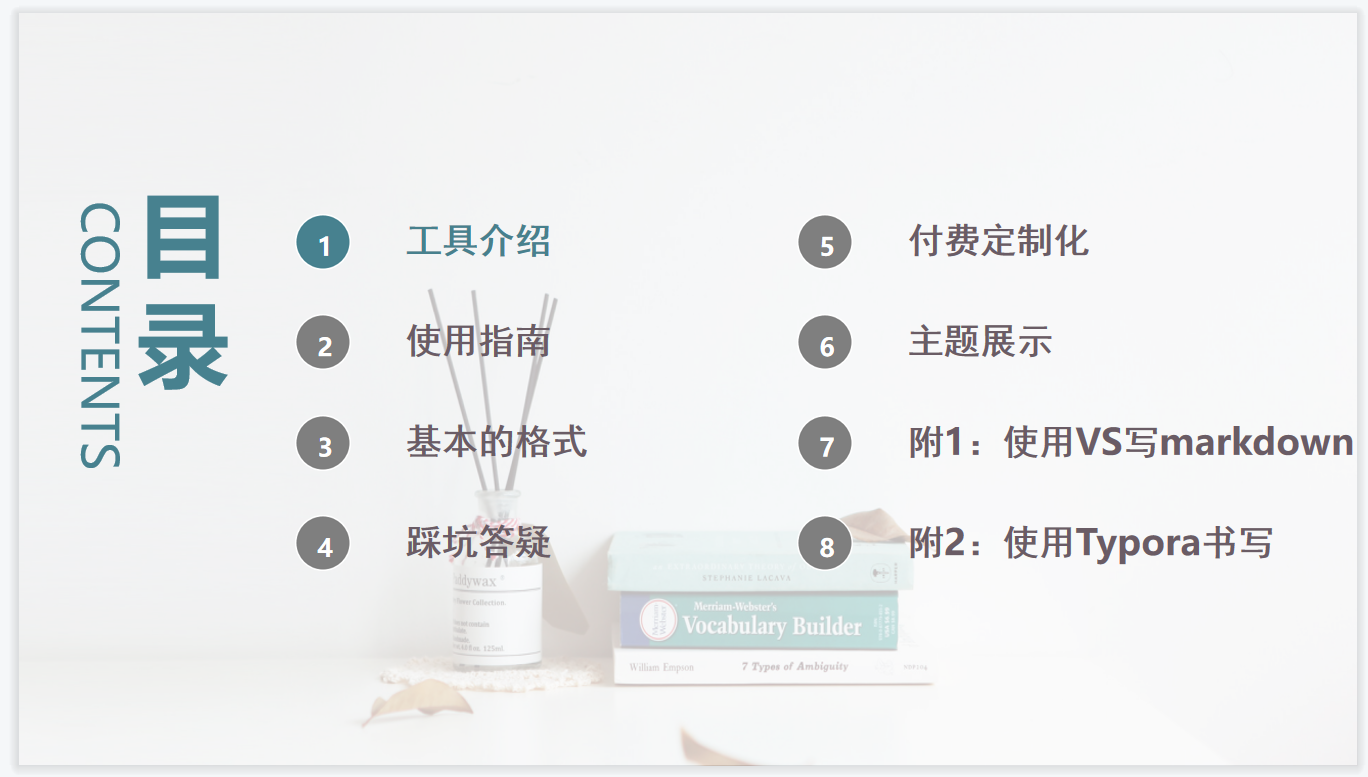 目录
CONTENTS
1 工具介绍
2 使用指南
3 基本的格式
4 踩坑答疑
5 付费定制化
6 主题展示
7 附1：使用VS写markdown
8 附2：使用Typora书写
STEPHANIE LACAVA
Merriam-Webster's
Vocabulary Builder
William Empson 7 Types of Ambiguity